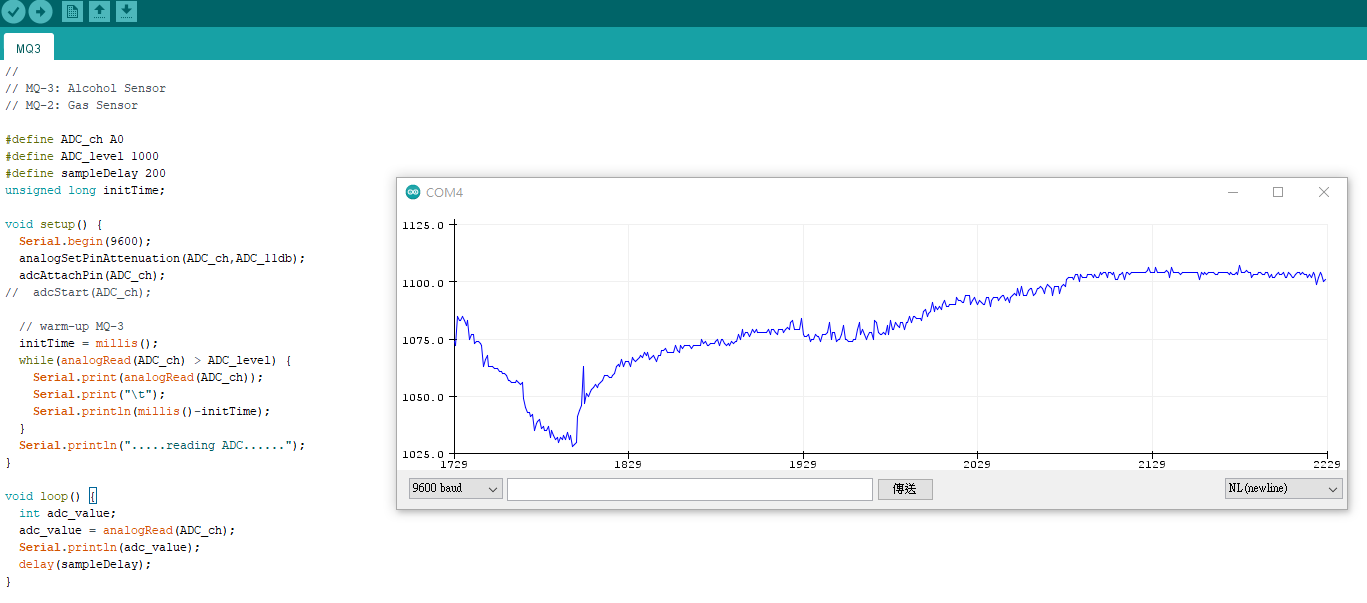 MQ3
//
// MQ-3: Alcohol Sensor
// MQ-2: Gas Sensor
#define ADC_ch A0
#define ADC_level 1000
#define sampleDelay 200
unsigned long initTime;
void setup() {
  Serial.begin(9600);
  analogSetPinAttenuation(ADC_ch,ADC_11db);
  adcAttachPin(ADC_ch);
//  adcStart(ADC_ch);
  // warm-up MQ-3
  initTime = millis();
  while(analogRead(ADC_ch) > ADC_level) {
    Serial.print(analogRead(ADC_ch));
    Serial.print("\t");
    Serial.println(millis()-initTime);
  }
  Serial.println(".....reading ADC......");
}
void loop() {
  int adc_value;
  adc_value = analogRead(ADC_ch);
  Serial.println(adc_value);
  delay(sampleDelay);
}
COM4
1125.0
1100.0
1075.0
1050.0
1025.0
1729 1829 1929 2029 2129 2229
9600 baud 傳送 NL(newline)